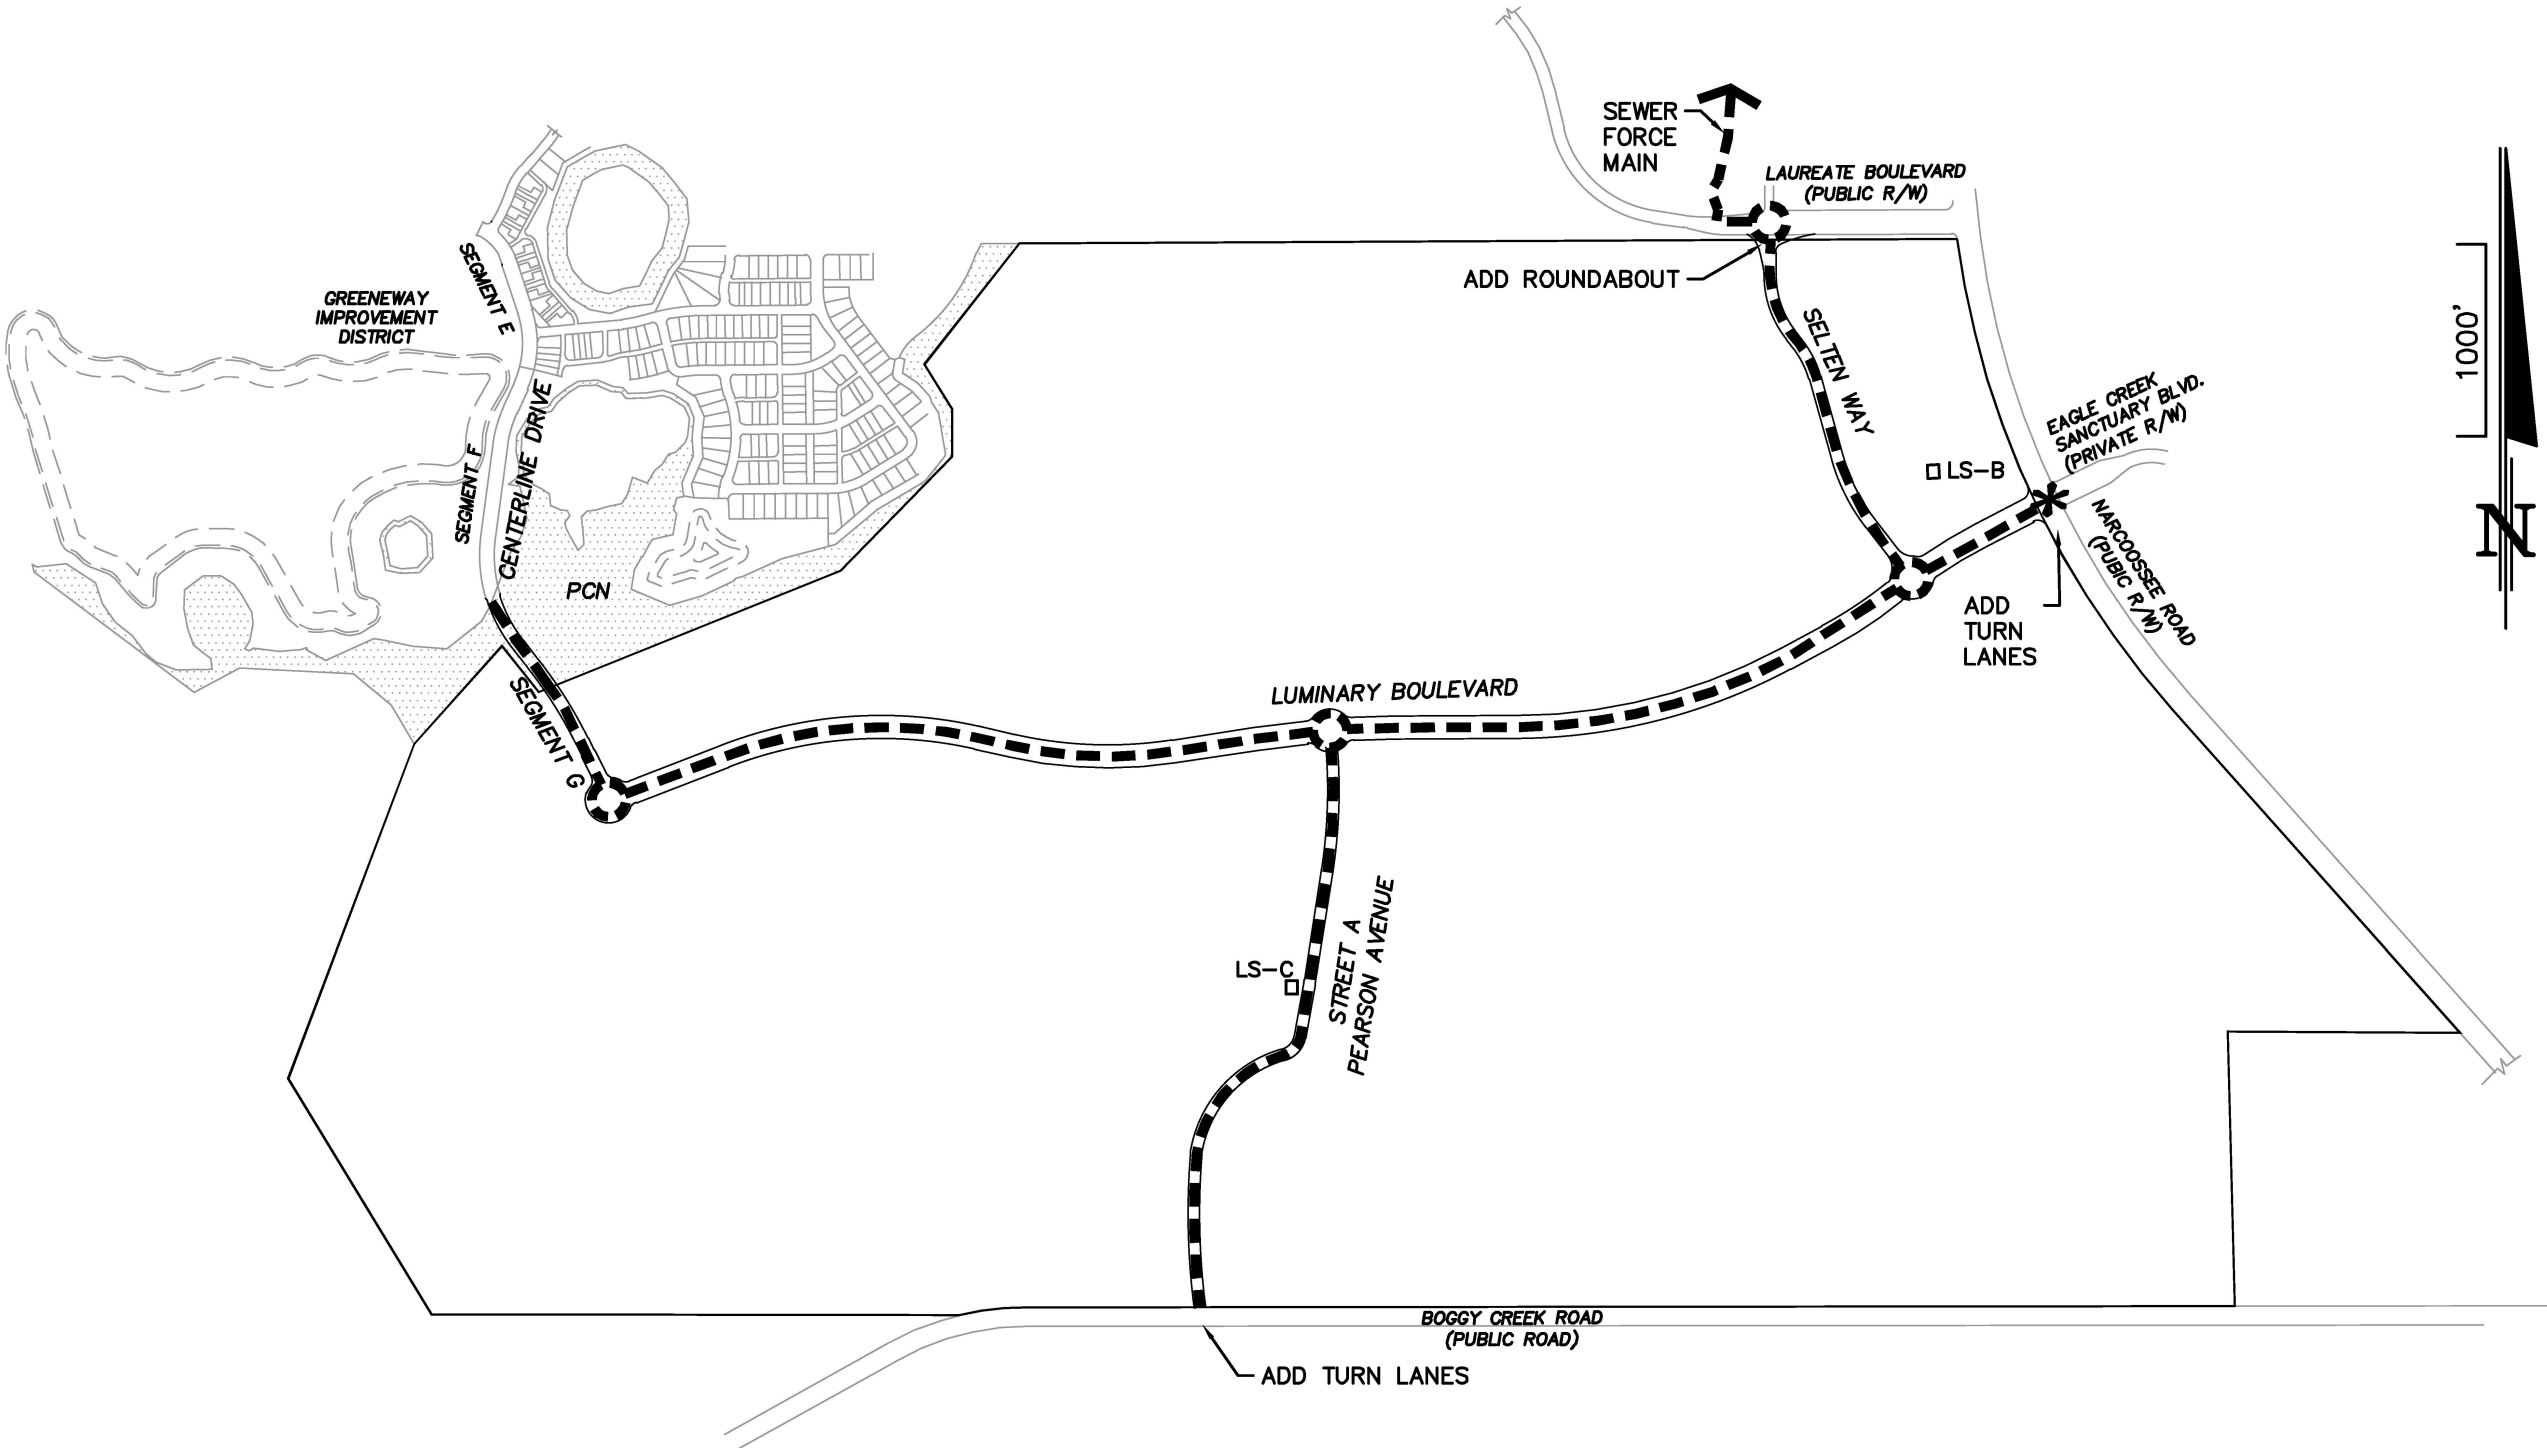 SEWER
FORCE
MAIN
LAUREATE BOULEVARD
(PUBLIC R/W)
ADD ROUNDABOUT
SELTEN WAY
GREENEWAY
IMPROVEMENT
DISTRICT
SEGMENT E
SEGMENT F
CENTERLINE DRIVE
PCN
SEGMENT G
EAGLE CREEK
SANCTUARY BLVD.
(PRIVATE R/W)
LS-B
NARCOOSSEE ROAD
(PUBIC R/W)
ADD
TURN
LANES
1000'
N
LUMINARY BOULEVARD
LS-C
STREET A
PEARSON AVENUE
BOGGY CREEK ROAD
(PUBLIC ROAD)
ADD TURN LANES